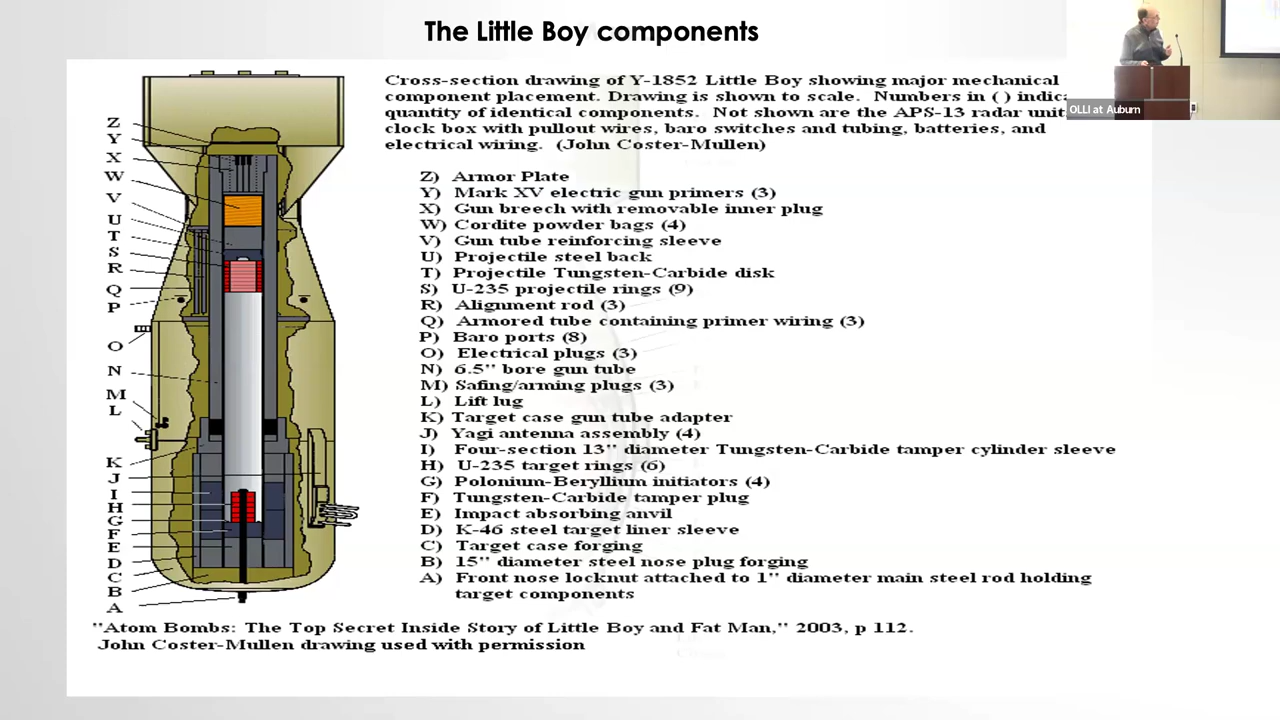 The Little Boy components
OLLI at Auburn
Cross-section drawing of Y-1852 Little Boy showing major mechanical
component placement. Drawing is shown to scale. Numbers in ( )
quantity of identical components. Not shown are the APS-13 radar
clock box with pullout wires, baro switches and tubing, batteries, and
electrical wiring. (John Coster-Mullen)
Z
Y
X
W
V
U
T
S
R
Q
P
O
N
M
L
K
J
I
H
G
F
E
D
C
B
A
Z) Armor Plate
Y) Mark XV electric gun primers (3)
X) Gun breech with removable inner plug
W) Cordite powder bags (4)
V) Gun tube reinforcing sleeve
U) Projectile steel back
T) Projectile Tungsten-Carbide disk
S) U-235 projectile rings (9)
R) Alignment rod (3)
Q) Armored tube containing primer wiring (3)
P) Baro ports (8)
O) Electrical plugs (3)
N) 6.5" bore gun tube
M) Safing/arming plugs (3)
L) Lift lug
K) Target case gun tube adapter
J) Yagi antenna assembly (4)
I) Four-section 13" diameter Tungsten-Carbide tamper cylinder sleeve
H) U-235 target rings (6)
G) Polonium-Beryllium initiators (4)
F) Tungsten-Carbide tamper plug
E) Impact absorbing anvil
D) K-46 steel target liner sleeve
C) Target case forging
B) 15" diameter steel nose plug forging
A) Front nose locknut attached to 1" diameter main steel rod holding
target components
"Atom Bombs: The Top Secret Inside Story of Little Boy and Fat Man," 2003, p 112.
John Coster-Mullen drawing used with permission